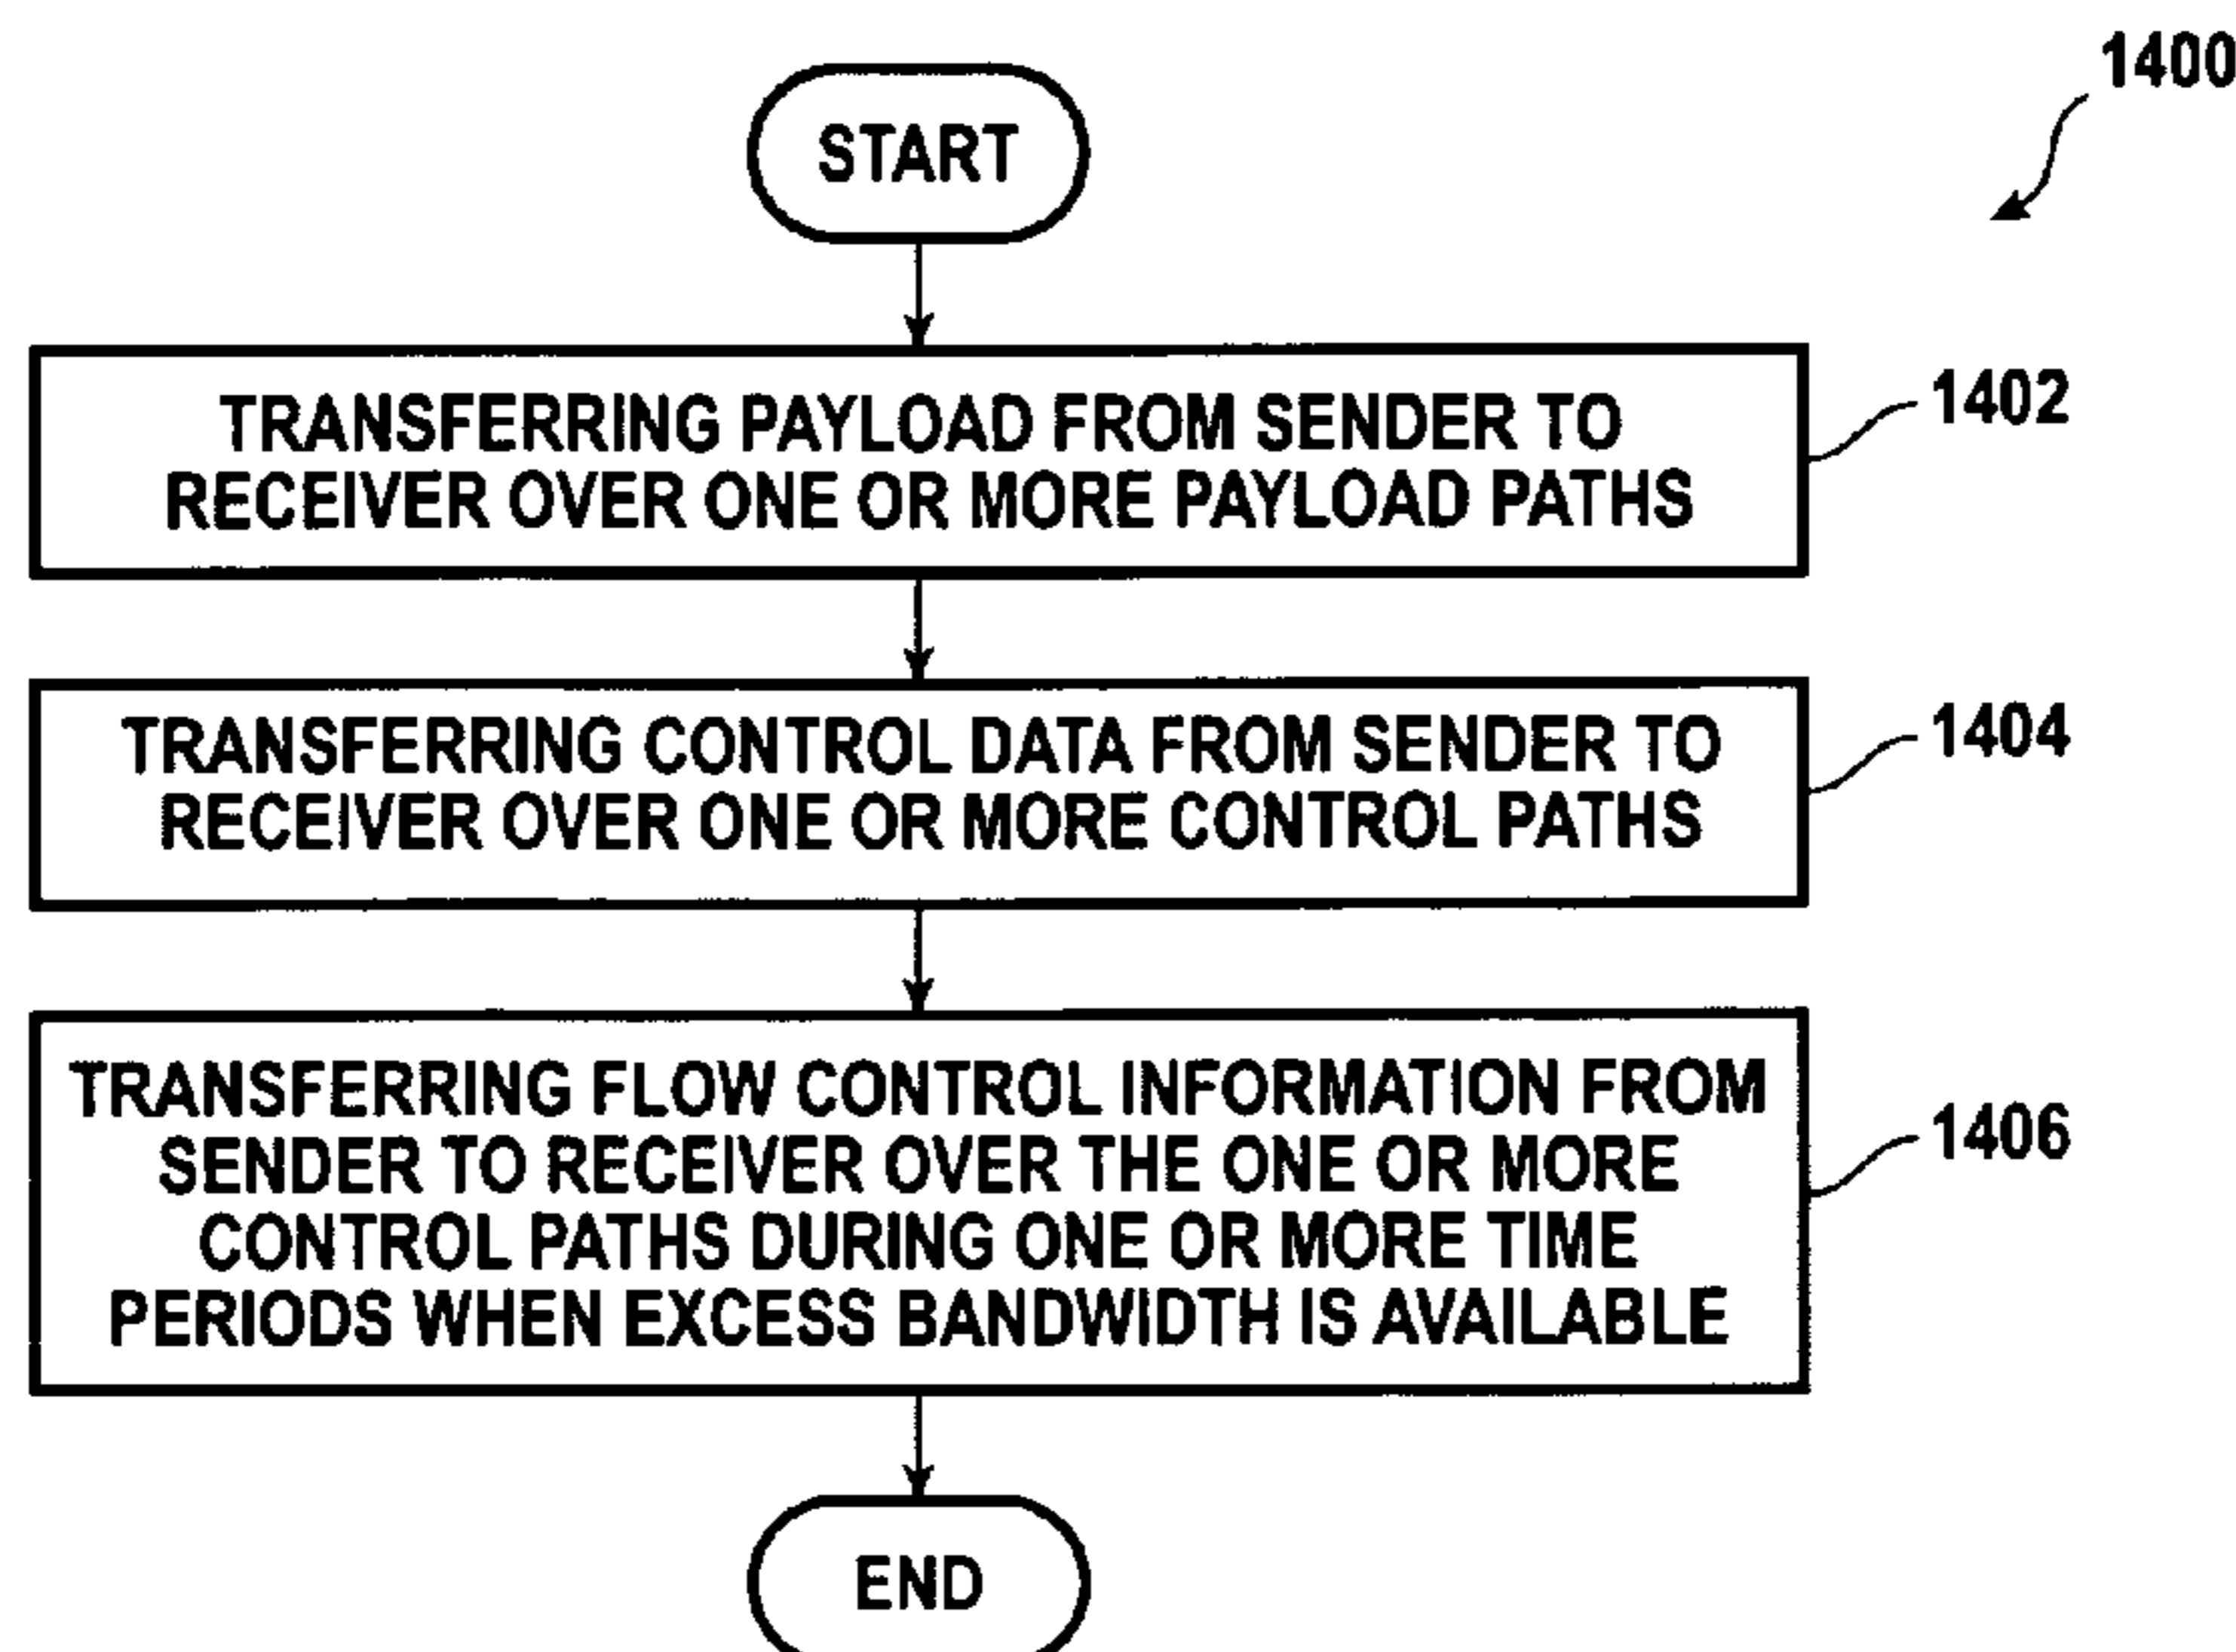 1400
START
TRANSFERRING PAYLOAD FROM SENDER TO
RECEIVER OVER ONE OR MORE PAYLOAD PATHS
1402
TRANSFERRING CONTROL DATA FROM SENDER TO
RECEIVER OVER ONE OR MORE CONTROL PATHS
1404
TRANSFERRING FLOW CONTROL INFORMATION FROM
SENDER TO RECEIVER OVER THE ONE OR MORE
CONTROL PATHS DURING ONE OR MORE TIME
PERIODS WHEN EXCESS BANDWIDTH IS AVAILABLE
1406
END